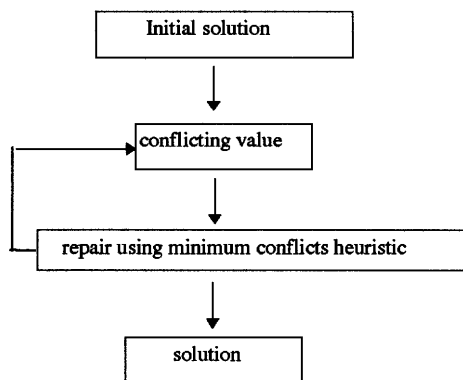 Initial solution
conflicting value
repair using minimum conflicts heuristic
solution